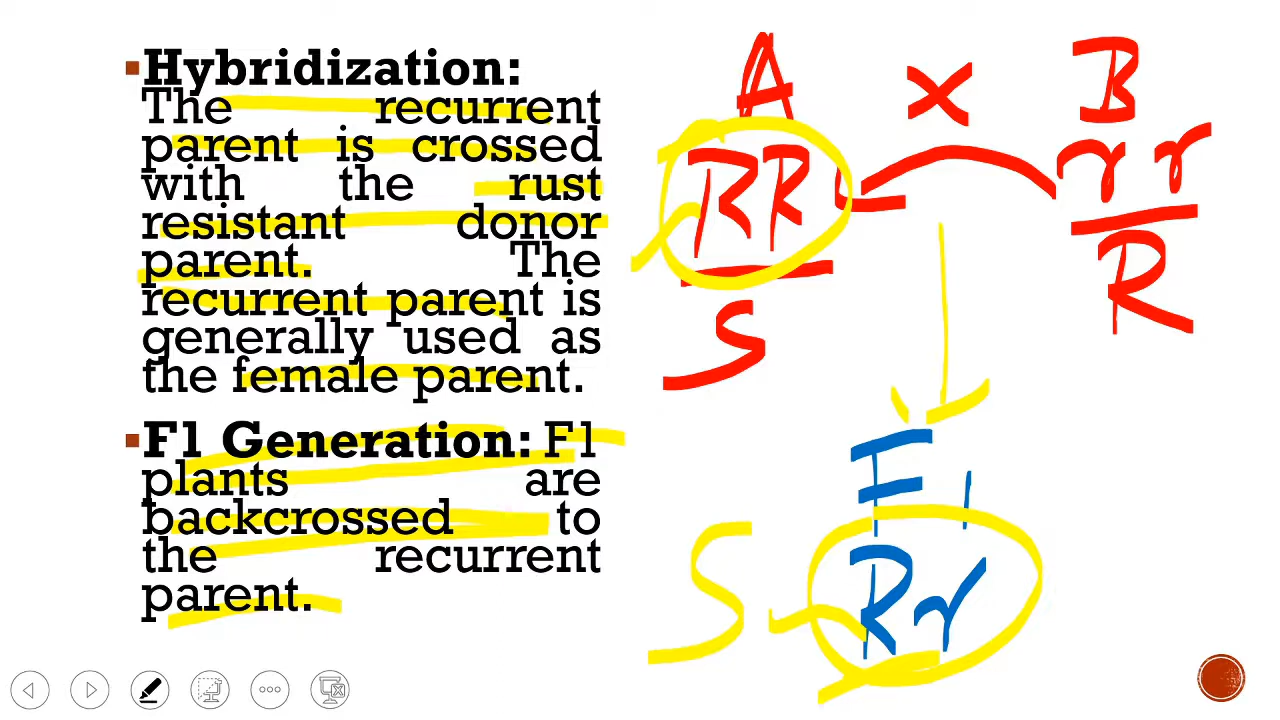 Hybridization:
The recurrent
parent is crossed
with the rust
resistant donor
parent. The
recurrent parent is
generally used as
the female parent.
F1 Generation: F1
plants are
backcrossed to
the recurrent
parent.
A × B
RR rr
S R
F1
S Rr